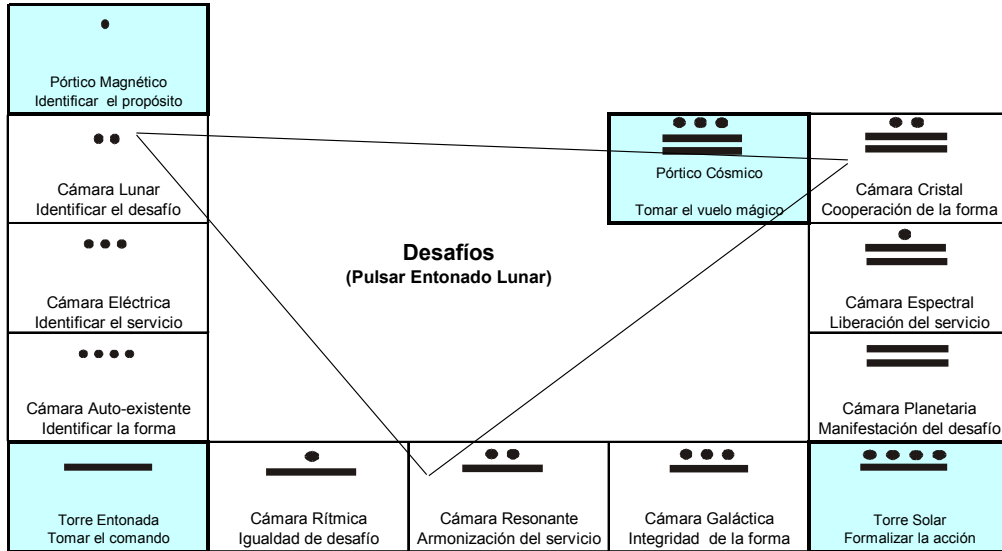 Pórtico Magnético
Identificar el propósito
Cámara Lunar
Identificar el desafío
Pórtico Cósmico
Tomar el vuelo mágico
Cámara Cristal
Cooperación de la forma
Desafíos
(Pulsar Entonado Lunar)
Cámara Eléctrica
Identificar el servicio
Cámara Espectral
Liberación del servicio
Cámara Auto-existente
Identificar la forma
Cámara Planetaria
Manifestación del desafío
Torre Entonada
Tomar el comando
Cámara Rítmica
Igualdad de desafío
Cámara Resonante
Armonización del servicio
Cámara Galáctica
Integridad de la forma
Torre Solar
Formalizar la acción